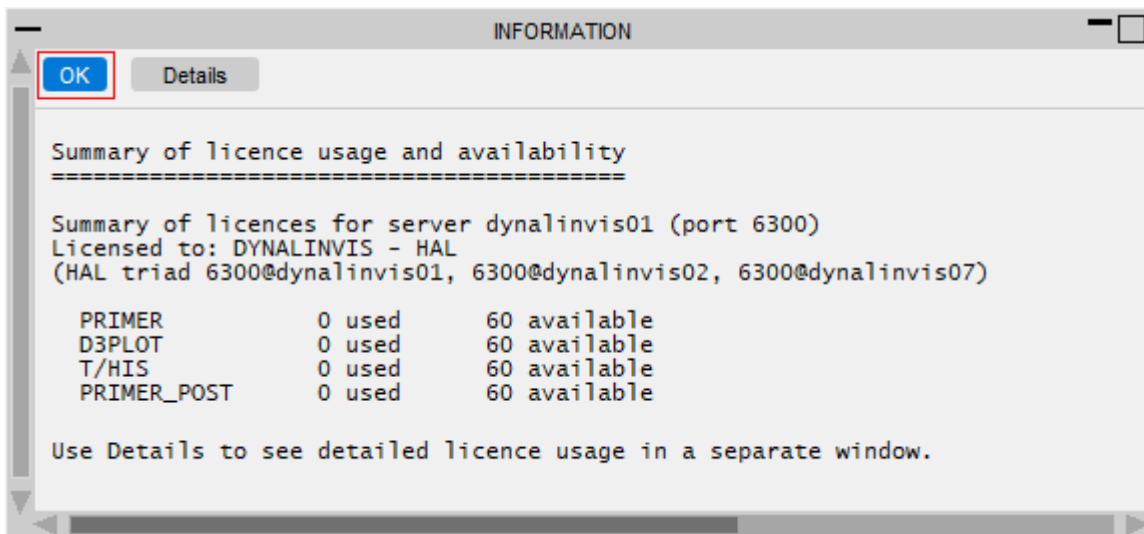 INFORMATION
OK Details
Summary of licence usage and availability
=========================================
Summary of licences for server dynalinvis01 (port 6300)
Licensed to: DYNALINVIS - HAL
(HAL triad 6300@dynalinvis01, 6300@dynalinvis02, 6300@dynalinvis07)
PRIMER 0 used 60 available
D3PLOT 0 used 60 available
T/HIS 0 used 60 available
PRIMER_POST 0 used 60 available
Use Details to see detailed licence usage in a separate window.